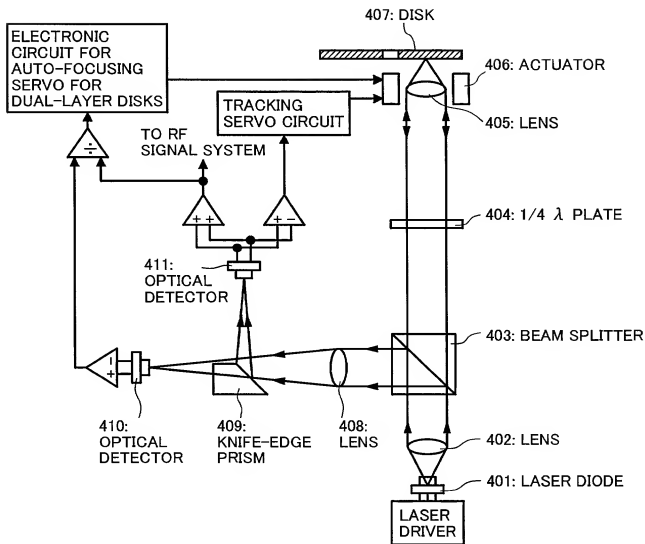 407: DISK
ELECTRONIC
CIRCUIT FOR
AUTO-FOCUSING
SERVO FOR
DUAL-LAYER DISKS
406: ACTUATOR
TRACKING
SERVO CIRCUIT
405: LENS
TO RF
SIGNAL SYSTEM
÷
+ +
+ −
404: 1/4 λ PLATE
411:
OPTICAL
DETECTOR
403: BEAM SPLITTER
+
−
410:
OPTICAL
DETECTOR
409:
KNIFE-EDGE
PRISM
408:
LENS
402: LENS
401: LASER DIODE
LASER
DRIVER